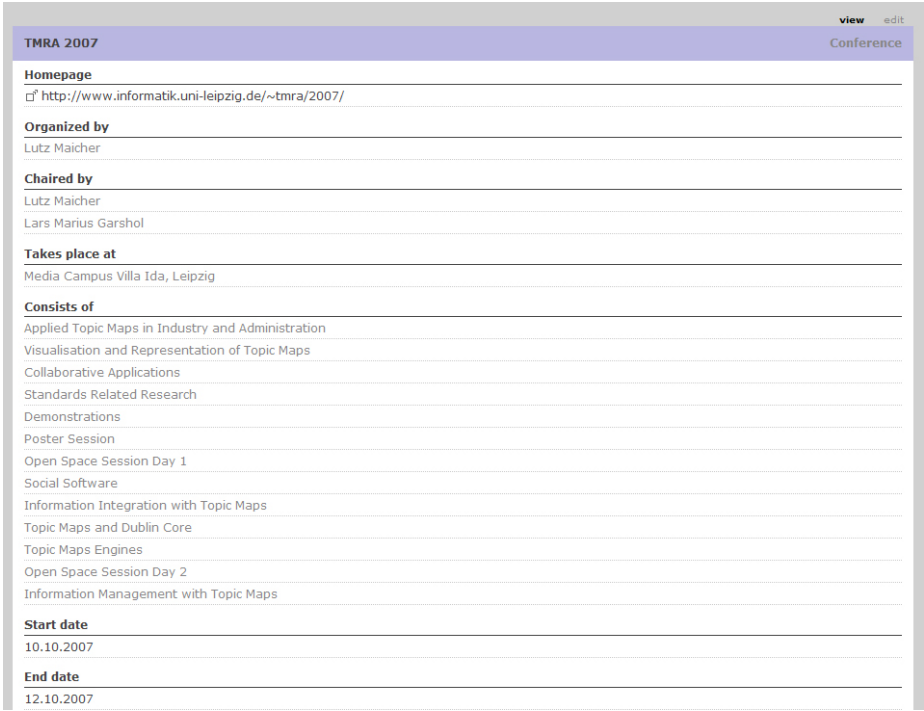 view edit
TMRA 2007 Conference
Homepage
http://www.informatik.uni-leipzig.de/~tmra/2007/
Organized by
Lutz Maicher
Chaired by
Lutz Maicher
Lars Marius Garshol
Takes place at
Media Campus Villa Ida, Leipzig
Consists of
Applied Topic Maps in Industry and Administration
Visualisation and Representation of Topic Maps
Collaborative Applications
Standards Related Research
Demonstrations
Poster Session
Open Space Session Day 1
Social Software
Information Integration with Topic Maps
Topic Maps and Dublin Core
Topic Maps Engines
Open Space Session Day 2
Information Management with Topic Maps
Start date
10.10.2007
End date
12.10.2007